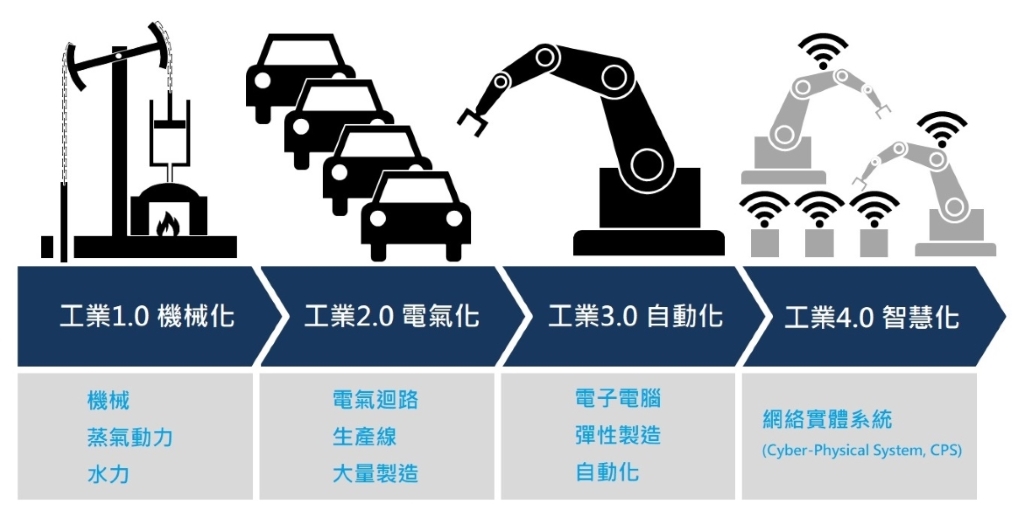 工業1.0 機械化
工業2.0 電氣化
工業3.0 自動化
工業4.0 智慧化
機械
蒸氣動力
水力
電氣迴路
生產線
大量製造
電子電腦
彈性製造
自動化
網絡實體系統
(Cyber-Physical System, CPS)